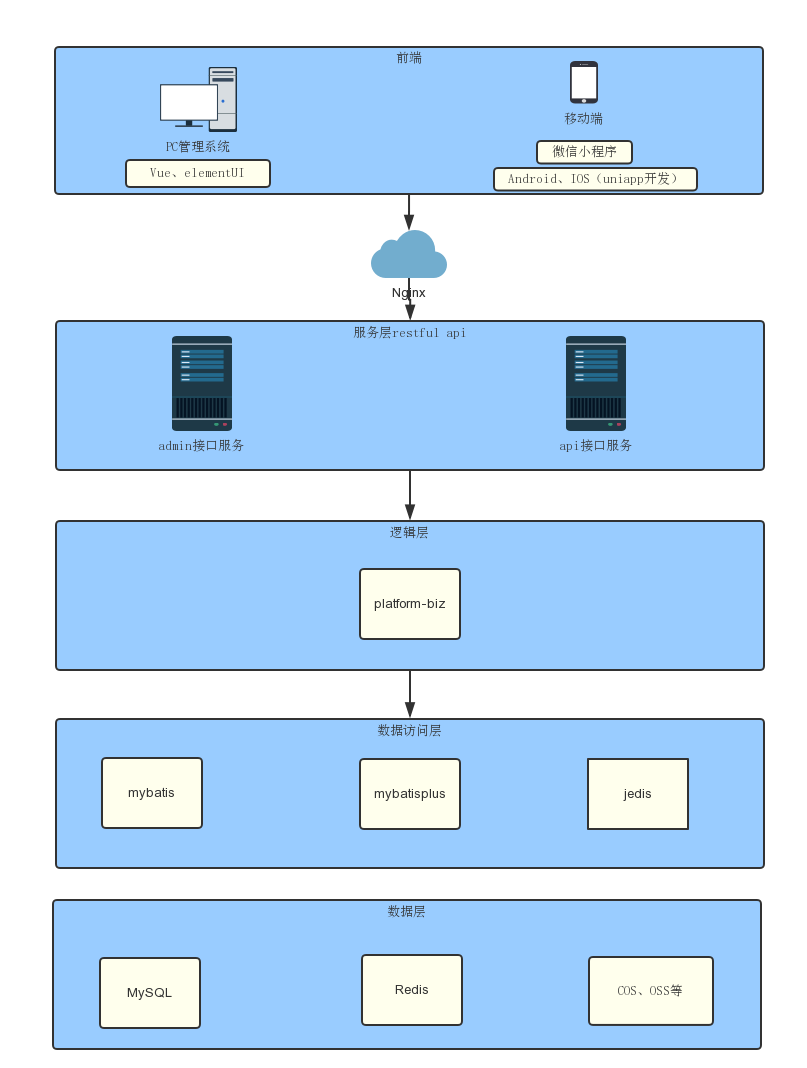 前端
PC管理系统
Vue、elementUI
移动端
微信小程序
Android、IOS（uniapp开发）
Nginx
服务层restful api
admin接口服务
api接口服务
逻辑层
platform-biz
数据访问层
mybatis
mybatisplus
jedis
数据层
MySQL
Redis
COS、OSS等